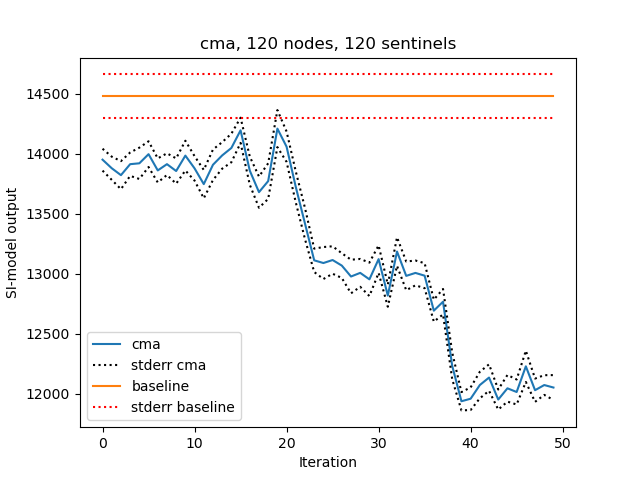 cma, 120 nodes, 120 sentinels
SI-model output
14500
14000
13500
13000
12500
12000
cma
stderr cma
baseline
stderr baseline
0 10 20 30 40 50
Iteration